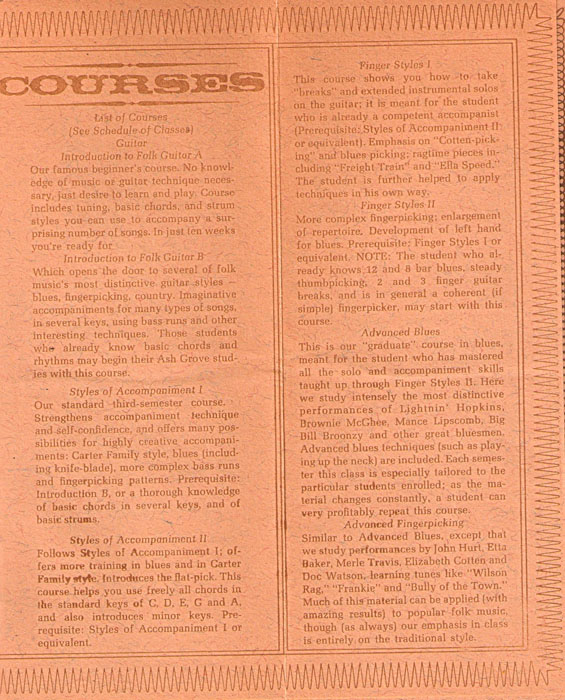 COURSES
List of Courses
(See Schedule of Classes)
Guitar
Introduction to Folk Guitar A
Our famous beginner's course. No knowl-
edge of music or guitar technique neces-
sary, just desire to learn and play. Course
includes tuning, basic chords, and strum
styles you can use to accompany a sur-
prising number of songs. In just ten weeks
you're ready for
Introduction to Folk Guitar B
Which opens the door to several of folk
music's most distinctive guitar styles —
blues, fingerpicking, country. Imaginative
accompaniments for many types of songs,
in several keys, using bass runs and other
interesting techniques. Those students
who already know basic chords and
rhythms may begin their Ash Grove stud-
ies with this course.
Styles of Accompaniment I
Our standard third-semester course.
Strengthens accompaniment technique
and self-confidence, and offers many pos-
sibilities for highly creative accompani-
ments: Carter Family style, blues (includ-
ing knife-blade), more complex bass runs
and fingerpicking patterns. Prerequisite:
Introduction B, or a thorough knowledge
of basic chords in several keys, and of
basic strums.
Styles of Accompaniment II
Follows Styles of Accompaniment I; of-
fers more training in blues and in Carter
Family style. Introduces the flat-pick. This
course helps you use freely all chords in
the standard keys of C, D, E, G and A,
and also introduces minor keys. Pre-
requisite: Styles of Accompaniment I or
equivalent.
Finger Styles I
This course shows you how to take
"breaks" and extended instrumental solos
on the guitar; it is meant for the student
who is already a competent accompanist
(Prerequisite: Styles of Accompaniment II
or equivalent). Emphasis on "Cotten-pick-
ing" and blues picking; ragtime pieces in-
cluding "Freight Train" and "Ella Speed."
The student is further helped to apply
techniques in his own way.
Finger Styles II
More complex fingerpicking; enlargement
of repertoire. Development of left hand
for blues. Prerequisite: Finger Styles I or
equivalent. NOTE: The student who al-
ready knows 12 and 8 bar blues, steady
thumbpicking, 2 and 3 finger guitar
breaks, and is in general a coherent (if
simple) fingerpicker, may start with this
course.
Advanced Blues
This is our "graduate" course in blues,
meant for the student who has mastered
all the solo and accompaniment skills
taught up through Finger Styles II. Here
we study intensely the most distinctive
performances of Lightnin' Hopkins,
Brownie McGhee, Mance Lipscomb, Big
Bill Broonzy and other great bluesmen.
Advanced blues techniques (such as play-
ing up the neck) are included. Each semes-
ter this class is especially tailored to the
particular students enrolled; as the ma-
terial changes constantly, a student can
very profitably repeat this course.
Advanced Fingerpicking
Similar to Advanced Blues, except that
we study performances by John Hurt, Etta
Baker, Merle Travis, Elizabeth Cotten and
Doc Watson, learning tunes like "Wilson
Rag," "Frankie" and "Bully of the Town."
Much of this material can be applied (with
amazing results) to popular folk music,
though (as always) our emphasis in class
is entirely on the traditional style.